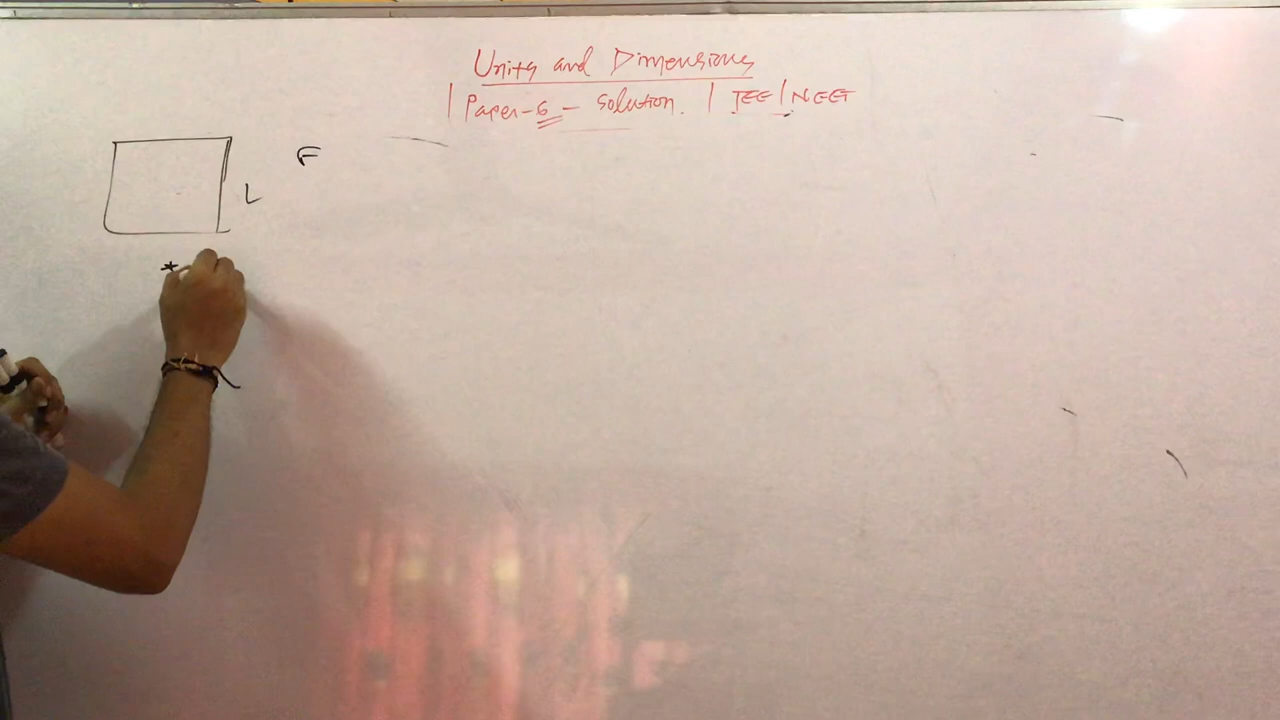 Units and Dimensions
| Paper-6 - Solution. | JEE/NEET
F
L
*